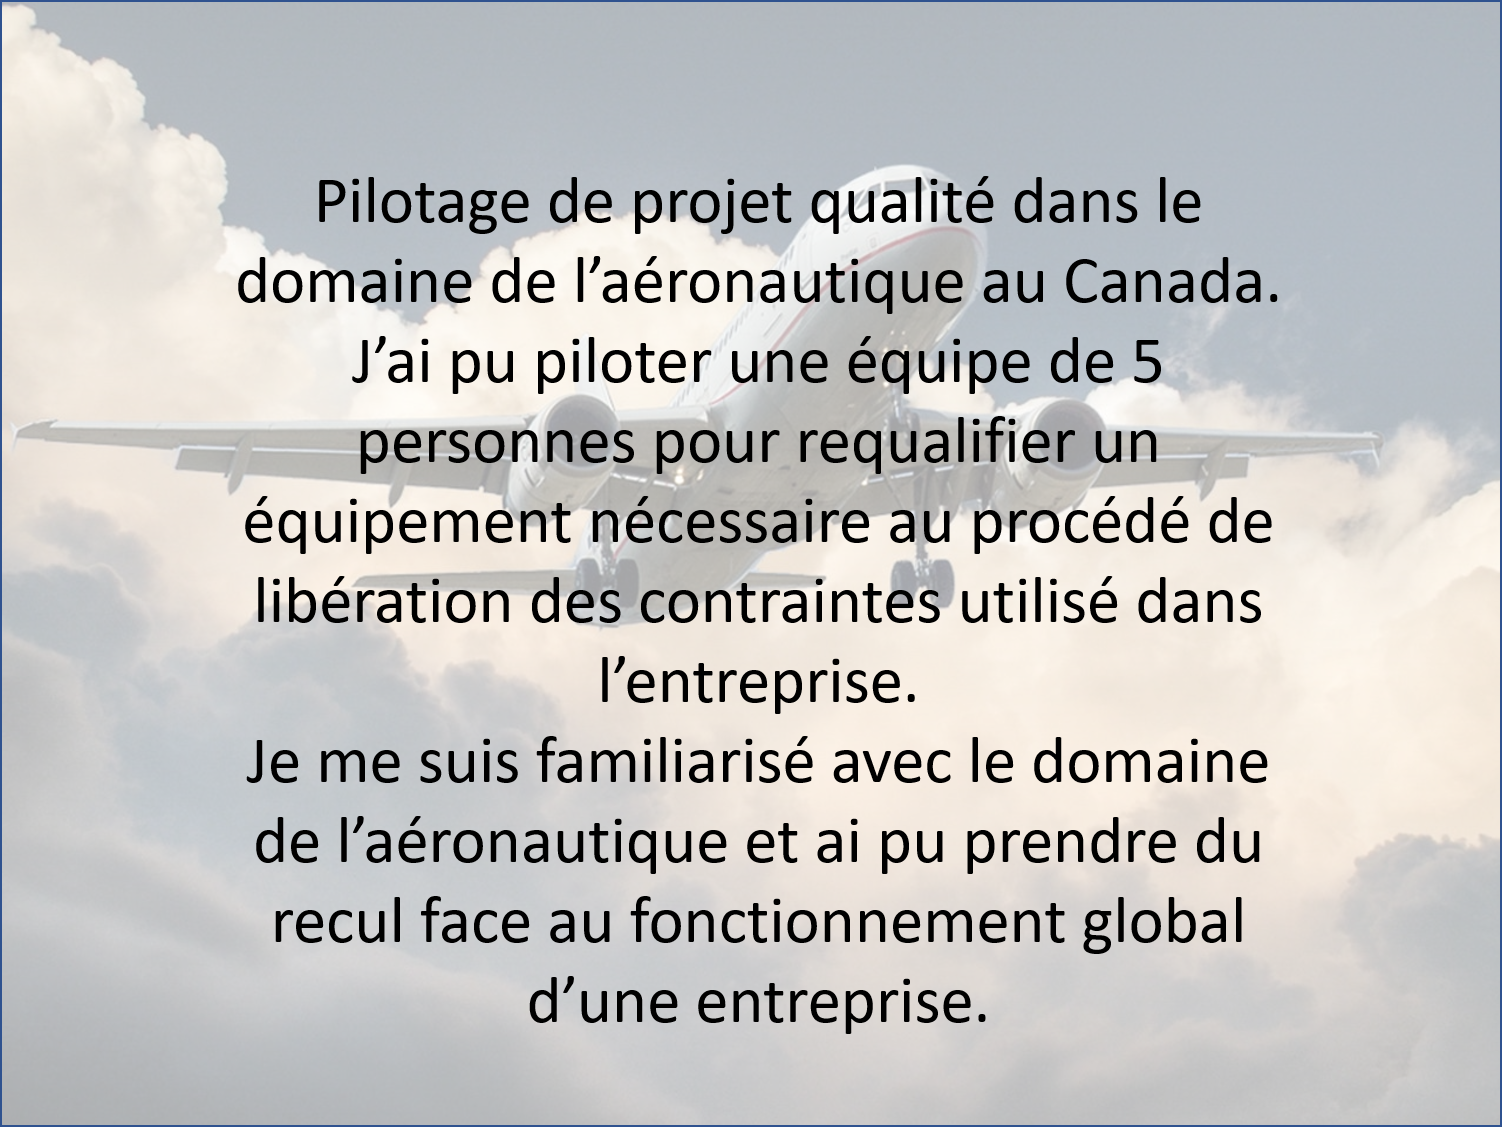 Pilotage de projet qualité dans le
domaine de l’aéronautique au Canada.
J’ai pu piloter une équipe de 5
personnes pour requalifier un
équipement nécessaire au procédé de
libération des contraintes utilisé dans
l’entreprise.
Je me suis familiarisé avec le domaine
de l’aéronautique et ai pu prendre du
recul face au fonctionnement global
d’une entreprise.